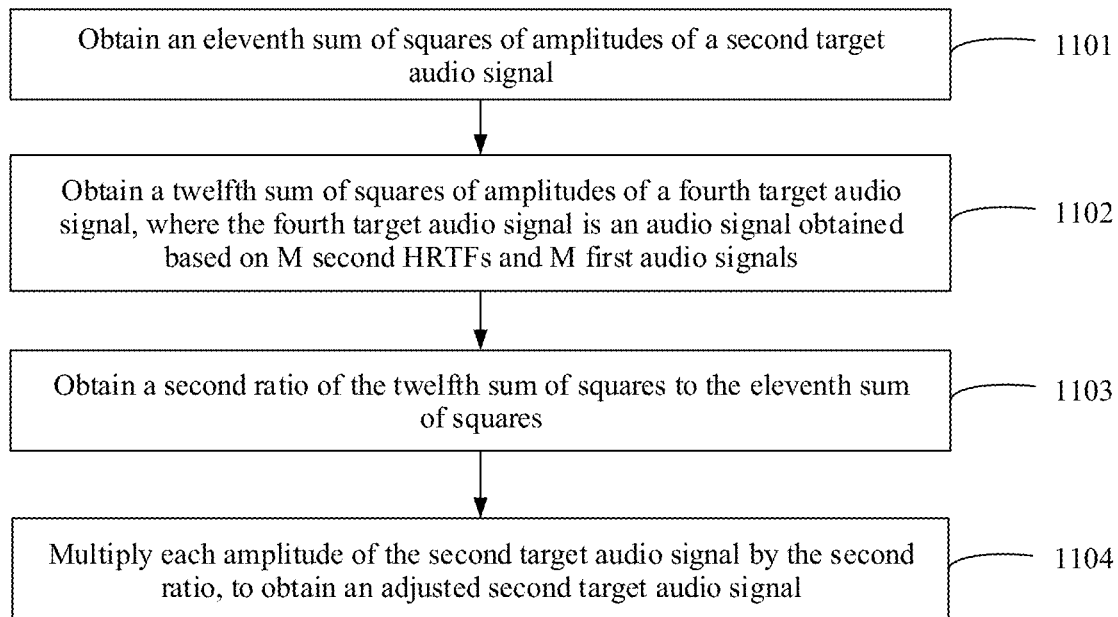 Obtain an eleventh sum of squares of amplitudes of a second target
audio signal
1101
Obtain a twelfth sum of squares of amplitudes of a fourth target audio
signal, where the fourth target audio signal is an audio signal obtained
based on M second HRTFs and M first audio signals
1102
Obtain a second ratio of the twelfth sum of squares to the eleventh sum
of squares
1103
Multiply each amplitude of the second target audio signal by the second
ratio, to obtain an adjusted second target audio signal
1104